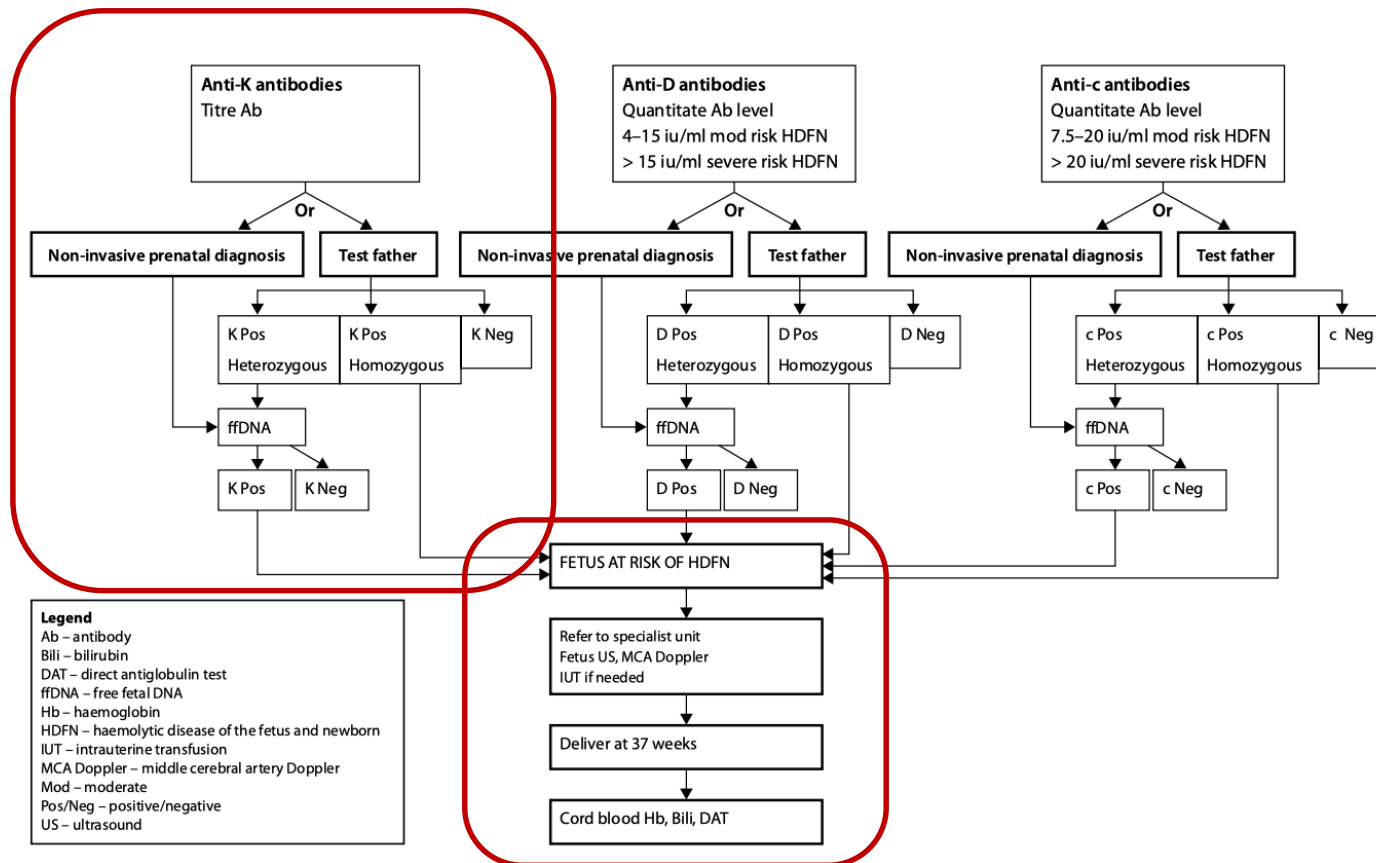 Anti-K antibodies
Titre Ab
Anti-D antibodies
Quantitate Ab level
4–15 iu/ml mod risk HDFN
> 15 iu/ml severe risk HDFN
Anti-c antibodies
Quantitate Ab level
7.5–20 iu/ml mod risk HDFN
> 20 iu/ml severe risk HDFN
Or
Or
Or
Non-invasive prenatal diagnosis
Test father
Non-invasive prenatal diagnosis
Test father
Non-invasive prenatal diagnosis
Test father
K Pos
Heterozygous
K Pos
Homozygous
K Neg
D Pos
Heterozygous
D Pos
Homozygous
D Neg
c Pos
Heterozygous
c Pos
Homozygous
c Neg
ffDNA
ffDNA
ffDNA
K Pos
K Neg
D Pos
D Neg
c Pos
c Neg
FETUS AT RISK OF HDFN
Refer to specialist unit
Fetus US, MCA Doppler
IUT if needed
Deliver at 37 weeks
Cord blood Hb, Bili, DAT
Legend
Ab – antibody
Bili – bilirubin
DAT – direct antiglobulin test
ffDNA – free fetal DNA
Hb – haemoglobin
HDFN – haemolytic disease of the fetus and newborn
IUT – intrauterine transfusion
MCA Doppler – middle cerebral artery Doppler
Mod – moderate
Pos/Neg – positive/negative
US – ultrasound